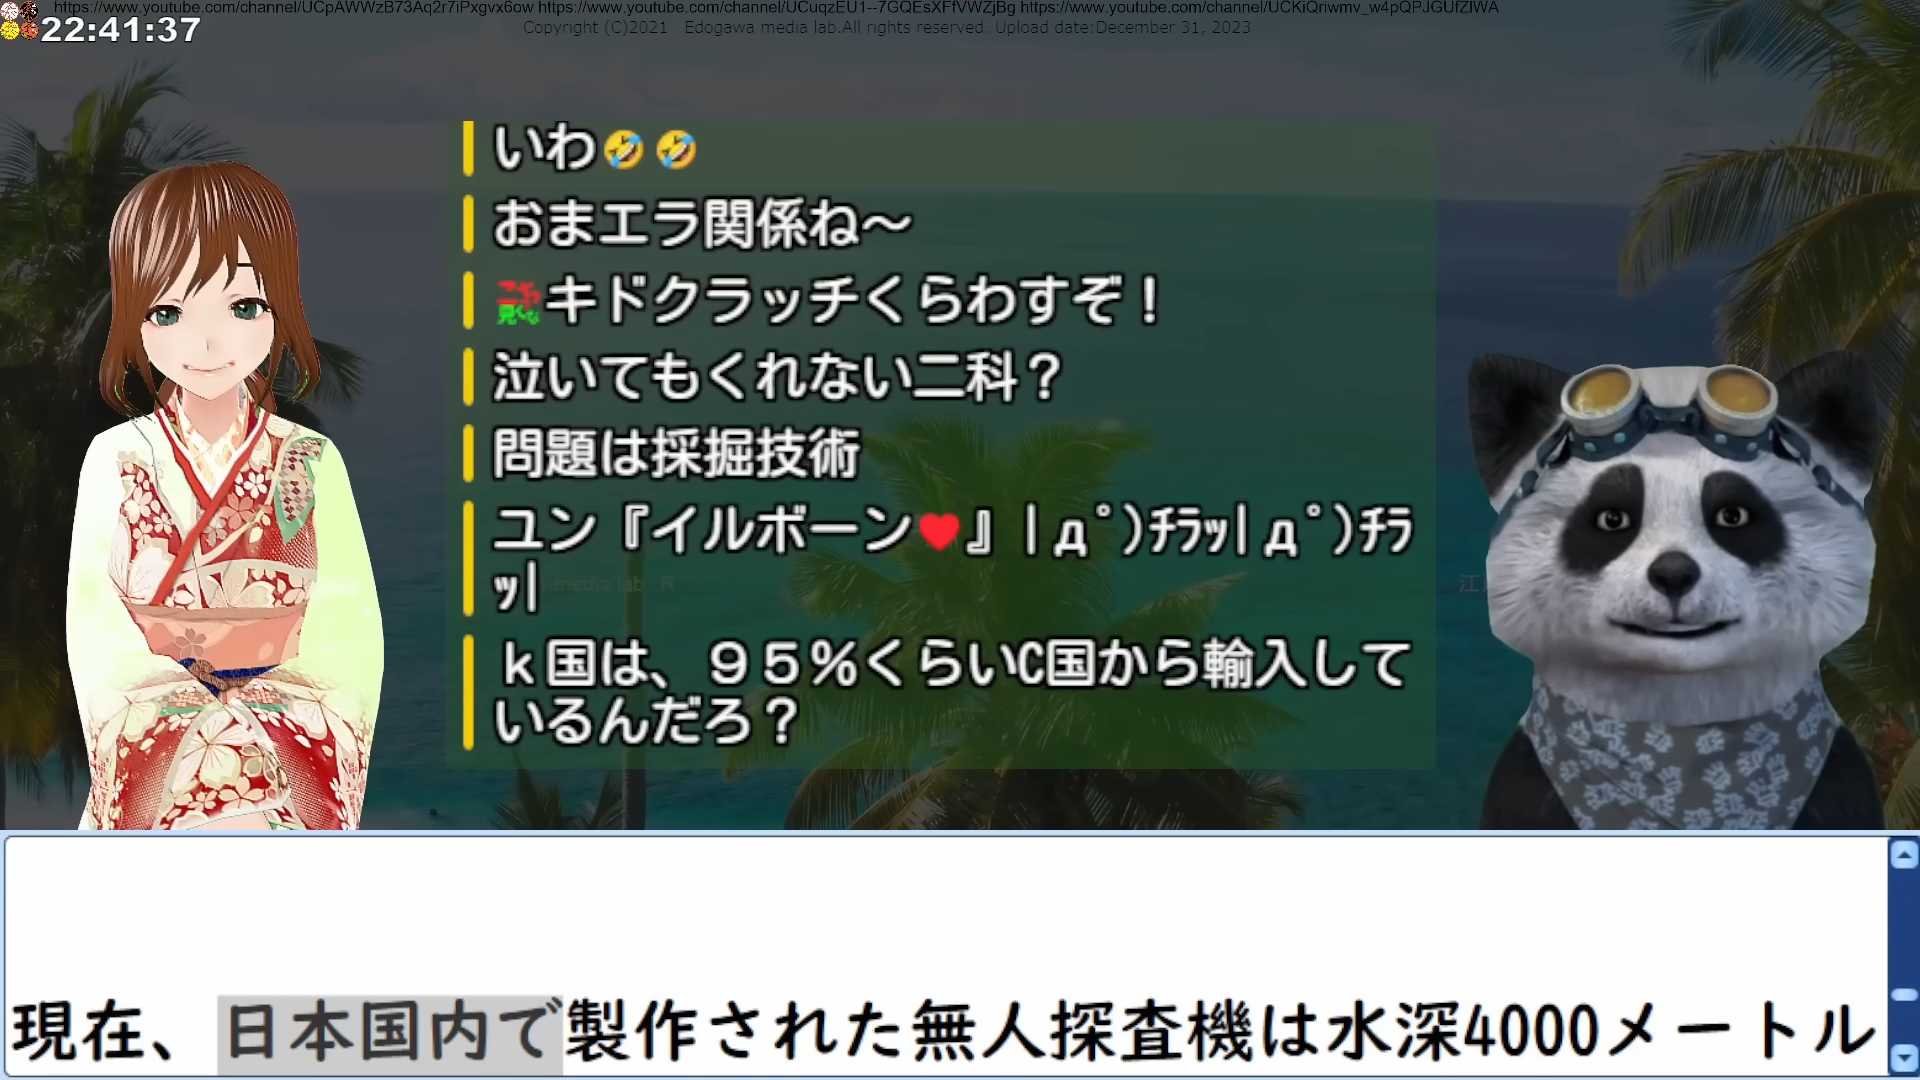 https://www.youtube.com/channel/UCpAWWzB73Aq2r7iPxgvx6ow https://www.youtube.com/channel/UCuqzEU1--7GQEsXFfVWZjBg https://www.youtube.com/channel/UCKiQriwmv_w4pQPJGUfZIWA
22:41:37
Copyright (C)2021 Edogawa media lab.All rights reserved. Upload date:December 31, 2023
いわ🤣🤣
おまエラ関係ね～
キドクラッチくらわすぞ！
泣いてもくれない二科？
問題は採掘技術
ユン『イルボーン❤』|дﾟ)ﾁﾗｯ|дﾟ)ﾁﾗ
ｯ|
media lab R
江
ｋ国は、９５％くらいC国から輸入して
いるんだろ？
現在、日本国内で製作された無人探査機は水深4000メートル